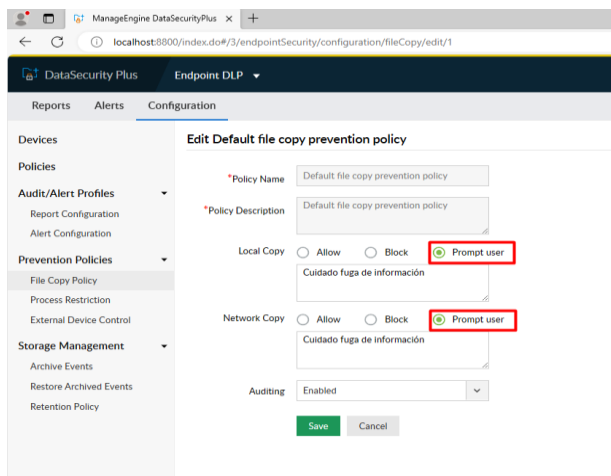 ManageEngine DataSecurityPlus
localhost:8800/index.do#/3/endpointSecurity/configuration/fileCopy/edit/1
DataSecurity Plus
Endpoint DLP
Reports Alerts Configuration
Devices
Policies
Audit/Alert Profiles
Report Configuration
Alert Configuration
Prevention Policies
File Copy Policy
Process Restriction
External Device Control
Storage Management
Archive Events
Restore Archived Events
Retention Policy
Edit Default file copy prevention policy
*Policy Name Default file copy prevention policy
*Policy Description Default file copy prevention policy
Local Copy Allow Block Prompt user
Cuidado fuga de información
Network Copy Allow Block Prompt user
Cuidado fuga de información
Auditing Enabled
Save Cancel